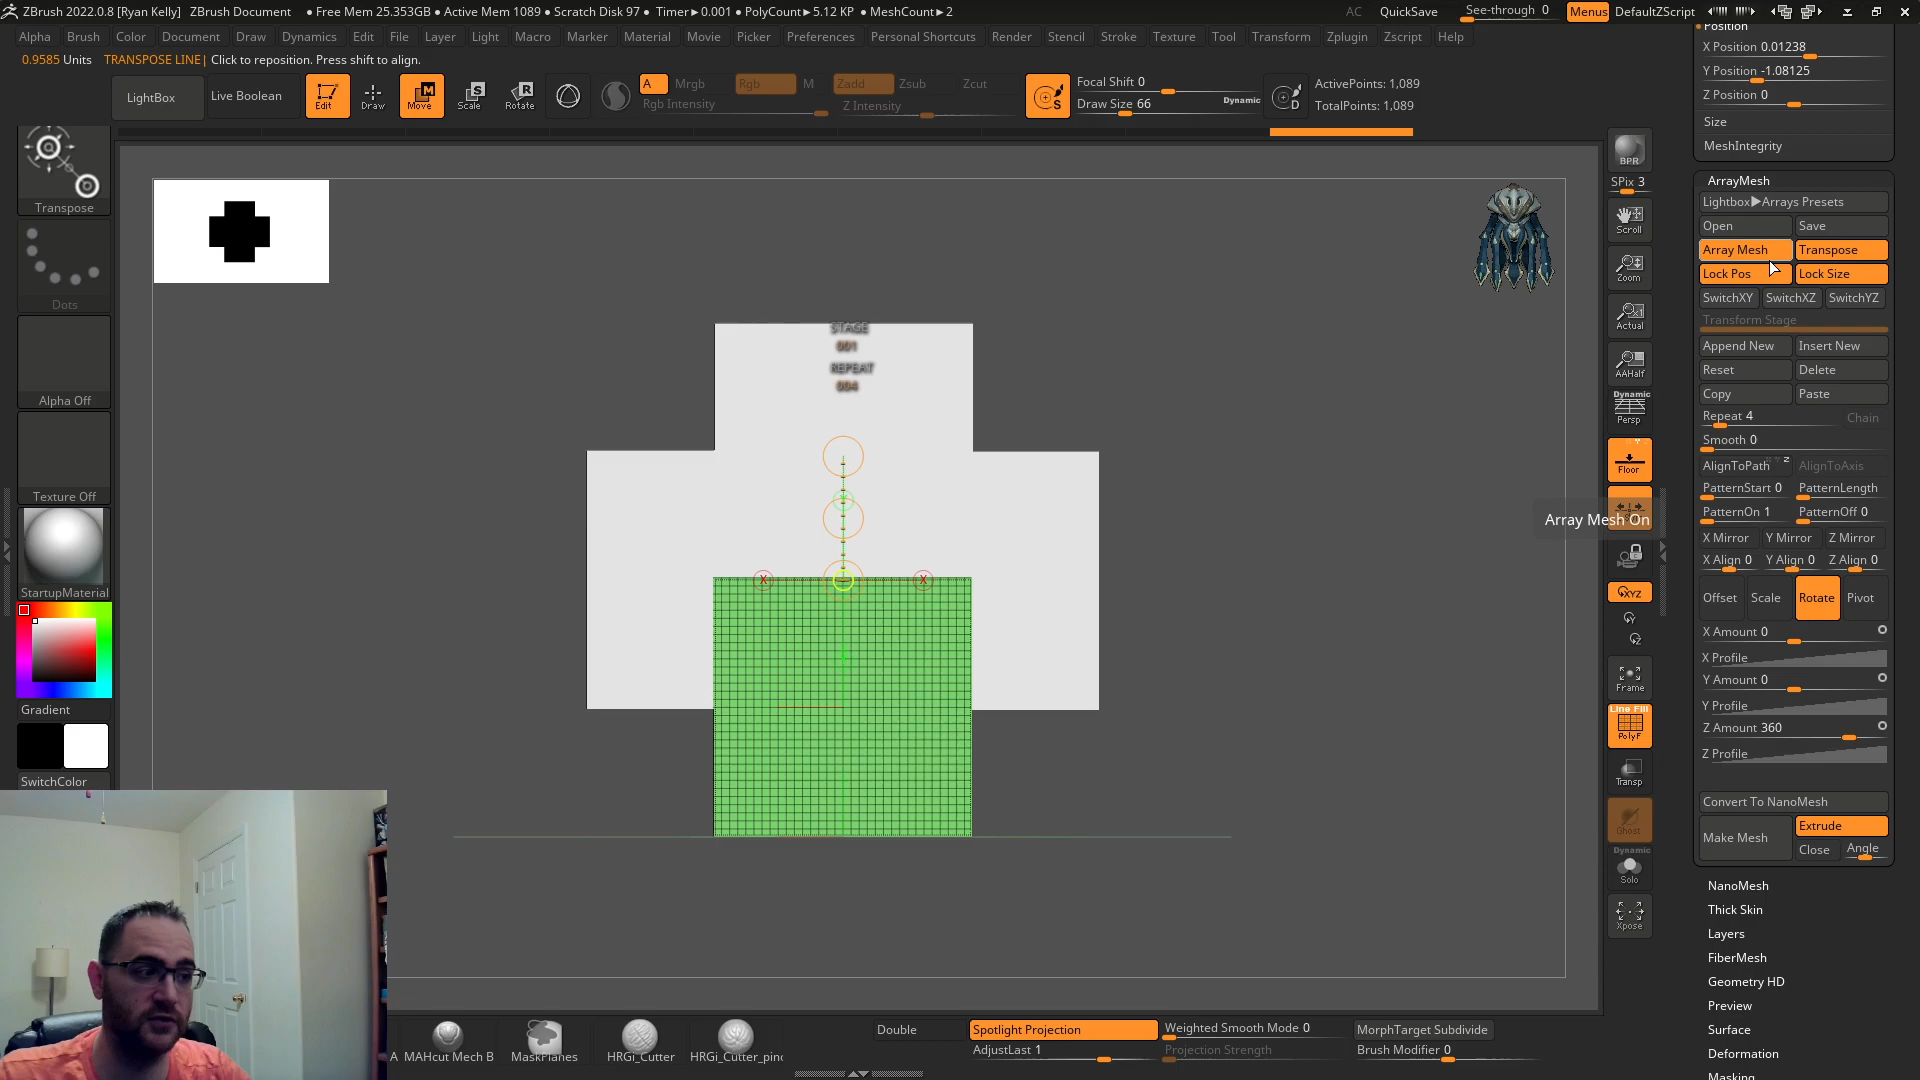 ZBrush 2022.0.8 [Ryan Kelly] ZBrush Document • Free Mem 25.353GB • Active Mem 1089 • Scratch Disk 97 • Timer▸0.001 • PolyCount▸5.12 KP • MeshCount▸2 AC QuickSave See-through 0 Menus DefaultZScript
Alpha Brush Color Document Draw Dynamics Edit File Layer Light Macro Marker Material Movie Picker Preferences Personal Shortcuts Render Stencil Stroke Texture Tool Transform Zplugin Zscript Help
0.9585 Units TRANSPOSE LINE| Click to reposition. Press shift to align.
LightBox
Live Boolean
Edit
Draw
Move
Scale
Rotate
A Mrgb Rgb M Zadd Zsub Zcut
Rgb Intensity Z Intensity
Focal Shift 0
Draw Size 66 Dynamic
ActivePoints: 1,089
TotalPoints: 1,089
Transpose
Dots
Alpha Off
Texture Off
StartupMaterial
Gradient
SwitchColor
STAGE
001
REPEAT
004
X X
Array Mesh On
BPR
SPix 3
Scroll
Zoom
Actual
AAHalf
Dynamic
Persp
Floor
XYZ
Frame
Line Fill
PolyF
Transp
Ghost
Dynamic
Solo
Xpose
Position
X Position 0.01238
Y Position -1.08125
Z Position 0
Size
MeshIntegrity
ArrayMesh
Lightbox▶Arrays Presets
Open Save
Array Mesh Transpose
Lock Pos Lock Size
SwitchXY SwitchXZ SwitchYZ
Transform Stage
Append New Insert New
Reset Delete
Copy Paste
Repeat 4 Chain
Smooth 0
AlignToPath AlignToAxis
PatternStart 0 PatternLength
PatternOn 1 PatternOff 0
X Mirror Y Mirror Z Mirror
X Align 0 Y Align 0 Z Align 0
Offset Scale Rotate Pivot
X Amount 0
X Profile
Y Amount 0
Y Profile
Z Amount 360
Z Profile
Convert To NanoMesh
Make Mesh Extrude
Close Angle
NanoMesh
Thick Skin
Layers
FiberMesh
Geometry HD
Preview
Surface
Deformation
Masking
A MAHcut Mech B MaskPlanes HRGi_Cutter HRGi_Cutter_pinc
Double Spotlight Projection Weighted Smooth Mode 0 MorphTarget Subdivide
AdjustLast 1 Projection Strength Brush Modifier 0